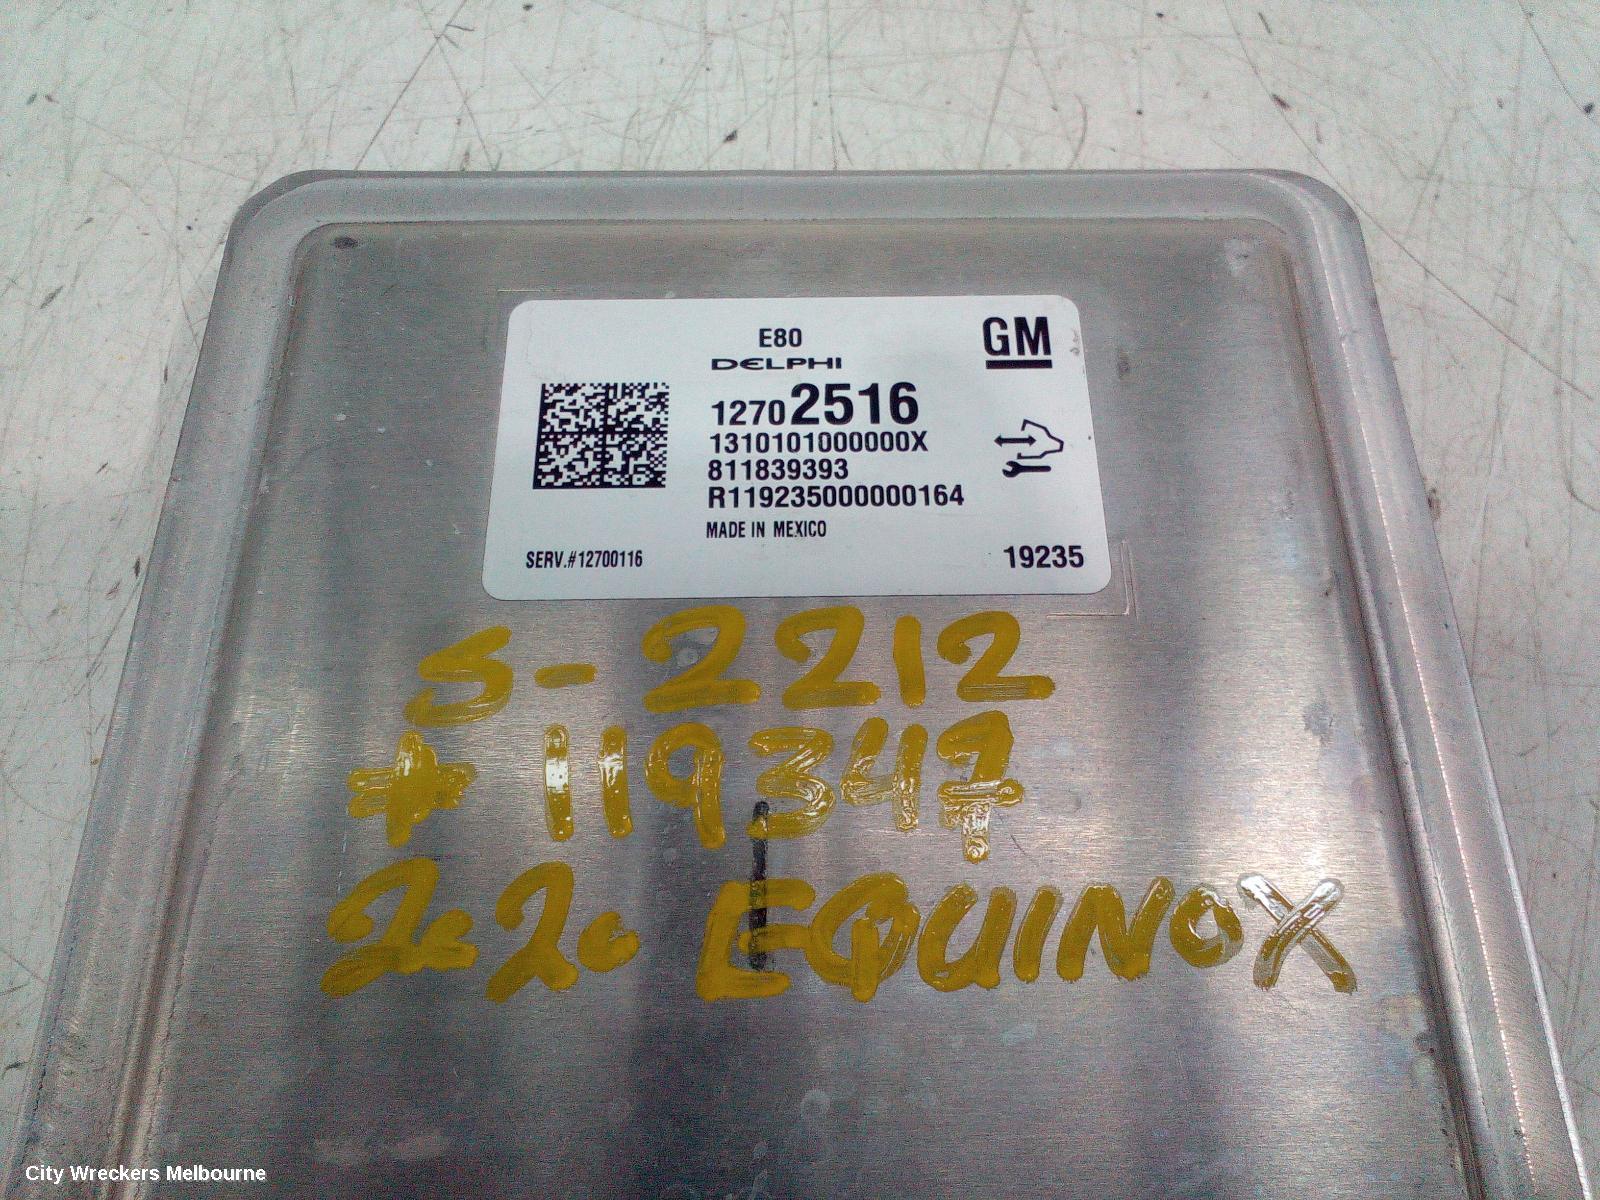 E80
DELPHI
GM
12702516
1310101000000X
811839393
R119235000000164
MADE IN MEXICO
SERV.#12700116
19235
S-2212
# 119347
2020 EQUINOX
City Wreckers Melbourne